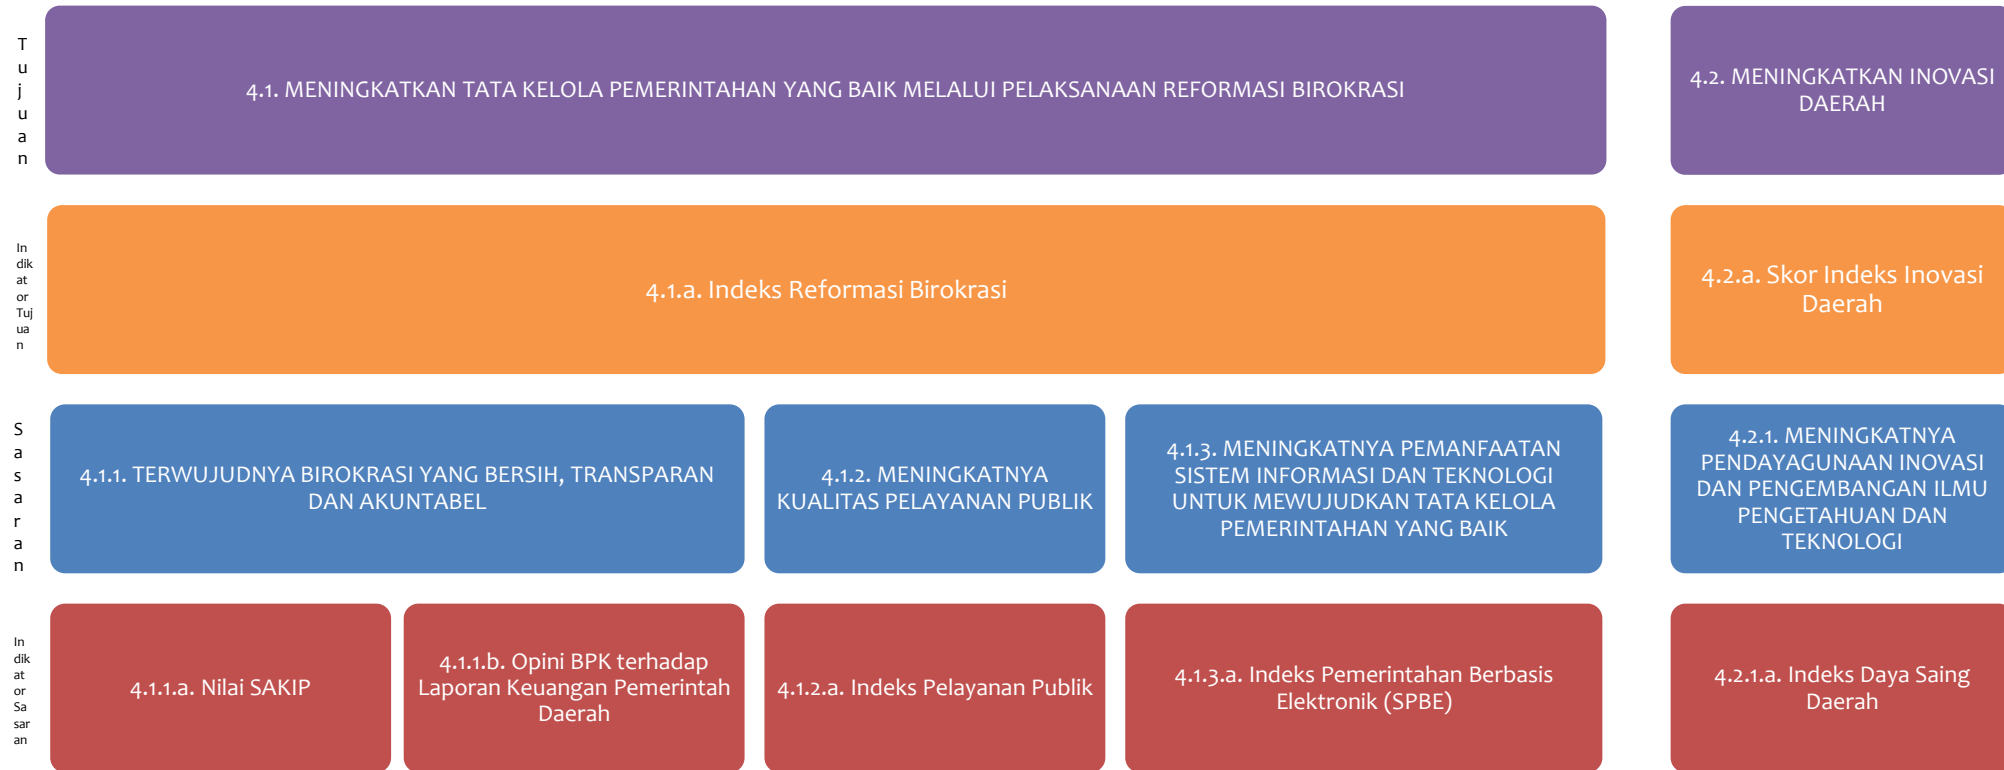 Tujuan
4.1. MENINGKATKAN TATA KELOLA PEMERINTAHAN YANG BAIK MELALUI PELAKSANAAN REFORMASI BIROKRASI
4.2. MENINGKATKAN INOVASI
DAERAH
In
dik
at
or
Tuj
ua
n
4.1.a. Indeks Reformasi Birokrasi
4.2.a. Skor Indeks Inovasi
Daerah
Sasaran
4.1.1. TERWUJUDNYA BIROKRASI YANG BERSIH, TRANSPARAN
DAN AKUNTABEL
4.1.2. MENINGKATNYA
KUALITAS PELAYANAN PUBLIK
4.1.3. MENINGKATNYA PEMANFAATAN
SISTEM INFORMASI DAN TEKNOLOGI
UNTUK MEWUJUDKAN TATA KELOLA
PEMERINTAHAN YANG BAIK
4.2.1. MENINGKATNYA
PENDAYAGUNAAN INOVASI
DAN PENGEMBANGAN ILMU
PENGETAHUAN DAN
TEKNOLOGI
In
dik
at
or
Sa
sar
an
4.1.1.a. Nilai SAKIP
4.1.1.b. Opini BPK terhadap
Laporan Keuangan Pemerintah
Daerah
4.1.2.a. Indeks Pelayanan Publik
4.1.3.a. Indeks Pemerintahan Berbasis
Elektronik (SPBE)
4.2.1.a. Indeks Daya Saing
Daerah